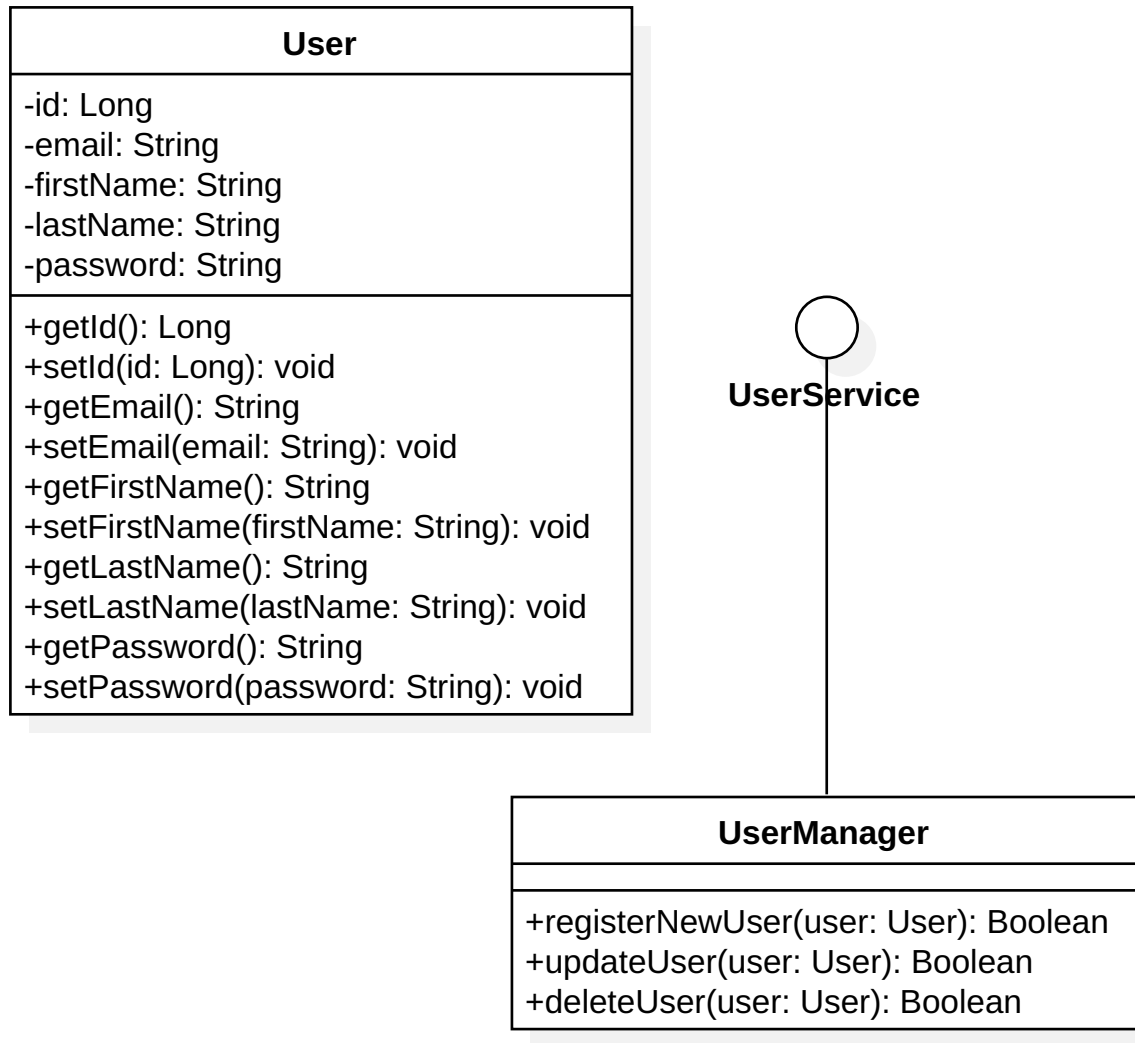 User
-id: Long
-email: String
-firstName: String
-lastName: String
-password: String
+getId(): Long
+setId(id: Long): void
+getEmail(): String
+setEmail(email: String): void
+getFirstName(): String
+setFirstName(firstName: String): void
+getLastName(): String
+setLastName(lastName: String): void
+getPassword(): String
+setPassword(password: String): void
UserService
UserManager
+registerNewUser(user: User): Boolean
+updateUser(user: User): Boolean
+deleteUser(user: User): Boolean